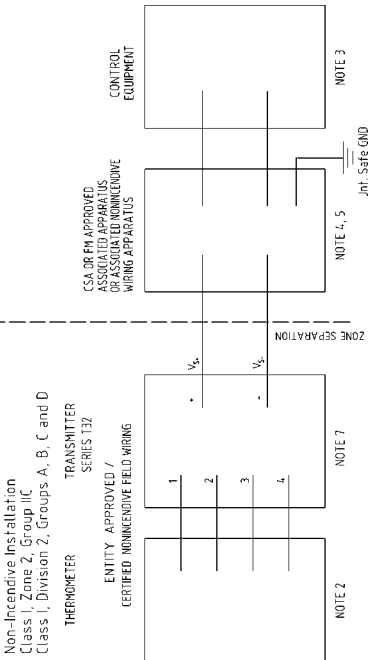 Non-Incendive Installation
Class I, Zone 2, Group IIC
Class I, Division 2, Groups A, B, C and D
THERMOMETER
TRANSMITTER
SERIES T32
ENTITY APPROVED /
CERTIFIED NONINCENDIVE FIELD WIRING
1
2
3
4
+
-
Vs+
Vs-
NOTE 2
NOTE 7
ZONE SEPARATION
CSA OR FM APPROVED
ASSOCIATED APPARATUS
OR ASSOCIATED NONINCENDIVE
WIRING APPARATUS
NOTE 4, 5
Int. Safe GND
CONTROL
EQUIPMENT
NOTE 3